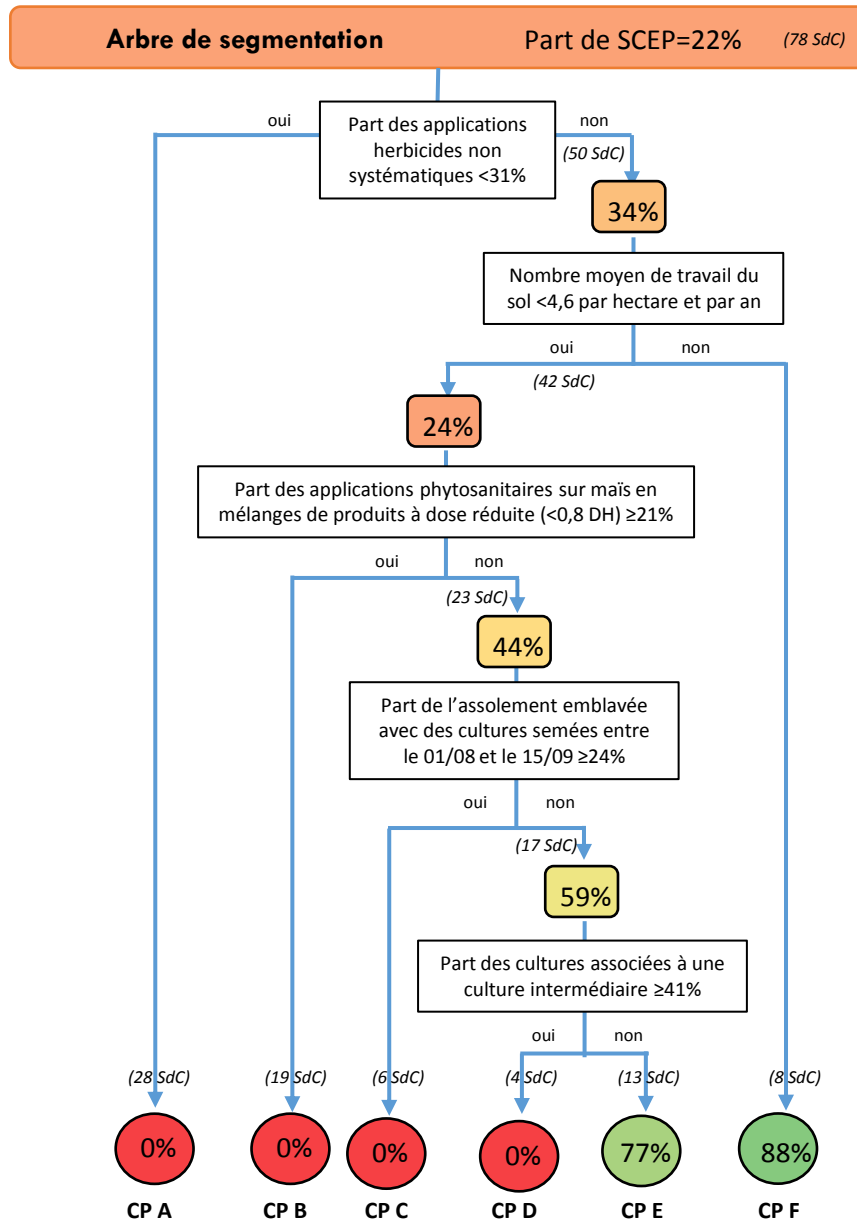 Arbre de segmentation Part de SCEP=22% (78 SdC)
oui
Part des applications
herbicides non
systématiques <31%
non
(50 SdC)
34%
Nombre moyen de travail du
sol <4,6 par hectare et par an
oui non
(42 SdC)
24%
Part des applications phytosanitaires sur maïs en
mélanges de produits à dose réduite (<0,8 DH) ≥21%
oui non
(23 SdC)
44%
Part de l’assolement emblavée
avec des cultures semées entre
le 01/08 et le 15/09 ≥24%
oui non
(17 SdC)
59%
Part des cultures associées à une
culture intermédiaire ≥41%
oui non
(28 SdC) (19 SdC) (6 SdC) (4 SdC) (13 SdC) (8 SdC)
0% 0% 0% 0% 77% 88%
CP A CP B CP C CP D CP E CP F